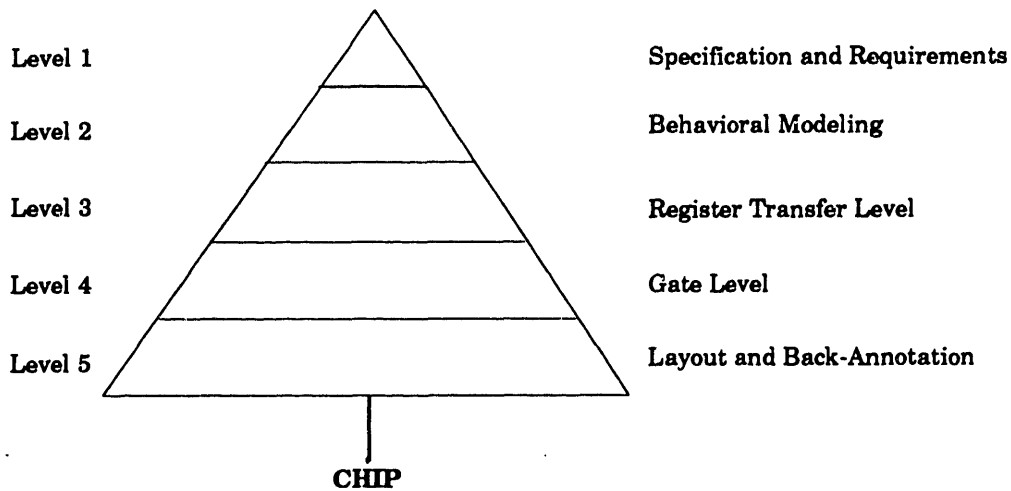 Level 1
Specification and Requirements
Level 2
Behavioral Modeling
Level 3
Register Transfer Level
Level 4
Gate Level
Level 5
Layout and Back-Annotation
CHIP